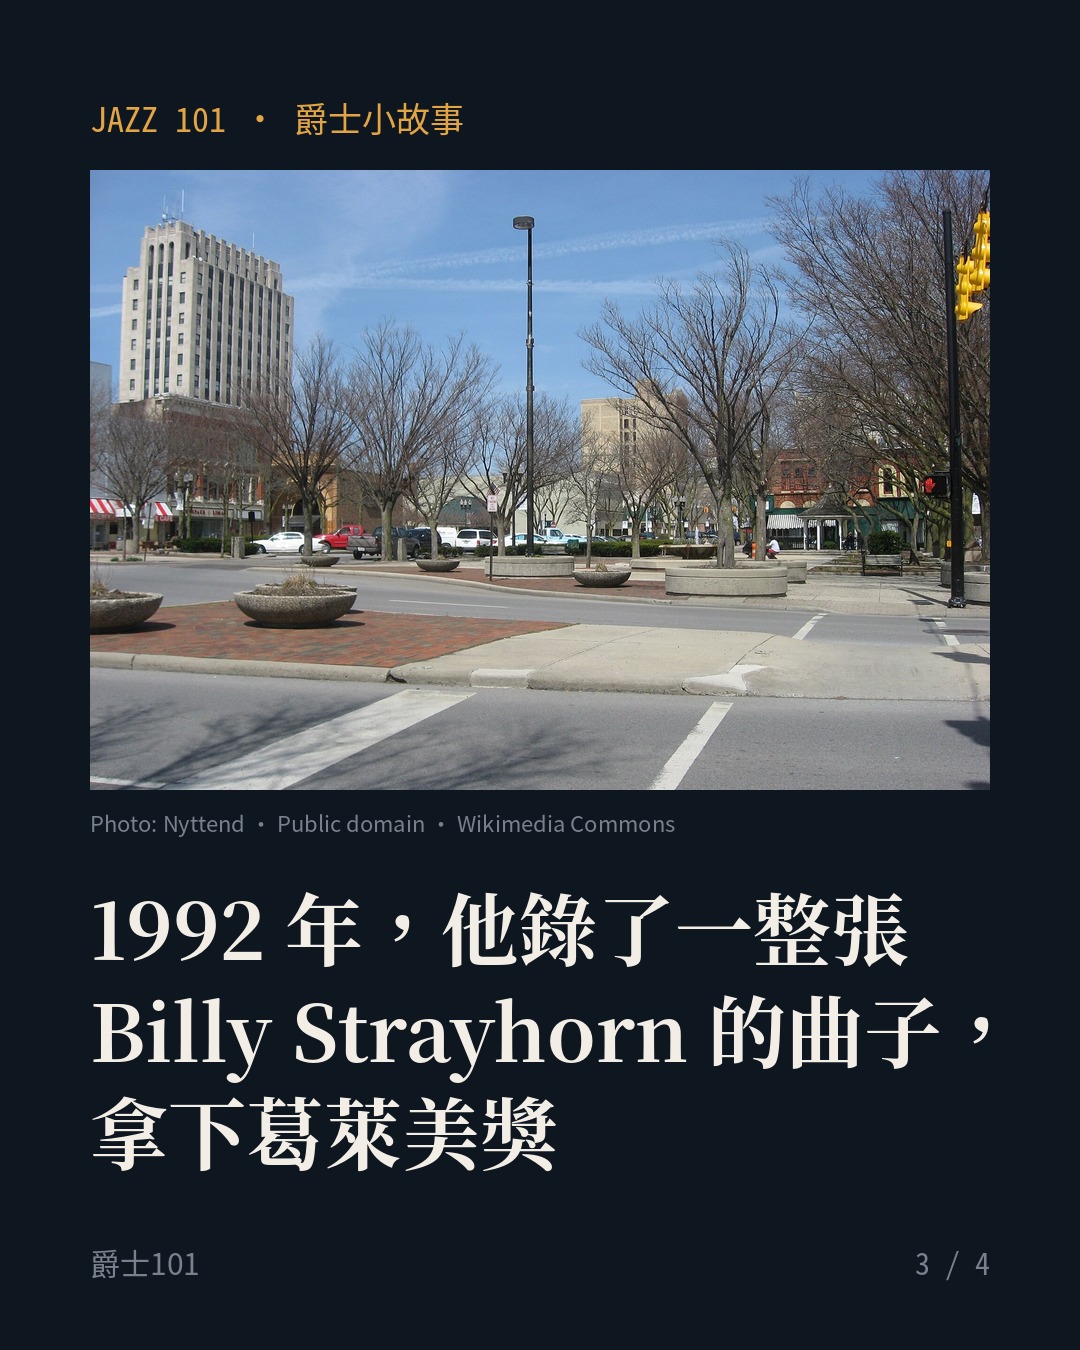 JAZZ 101 • 爵士小故事
Photo: Nyttend • Public domain • Wikimedia Commons
1992 年，他錄了一整張
Billy Strayhorn 的曲子，
拿下葛萊美獎
爵士101
3 / 4